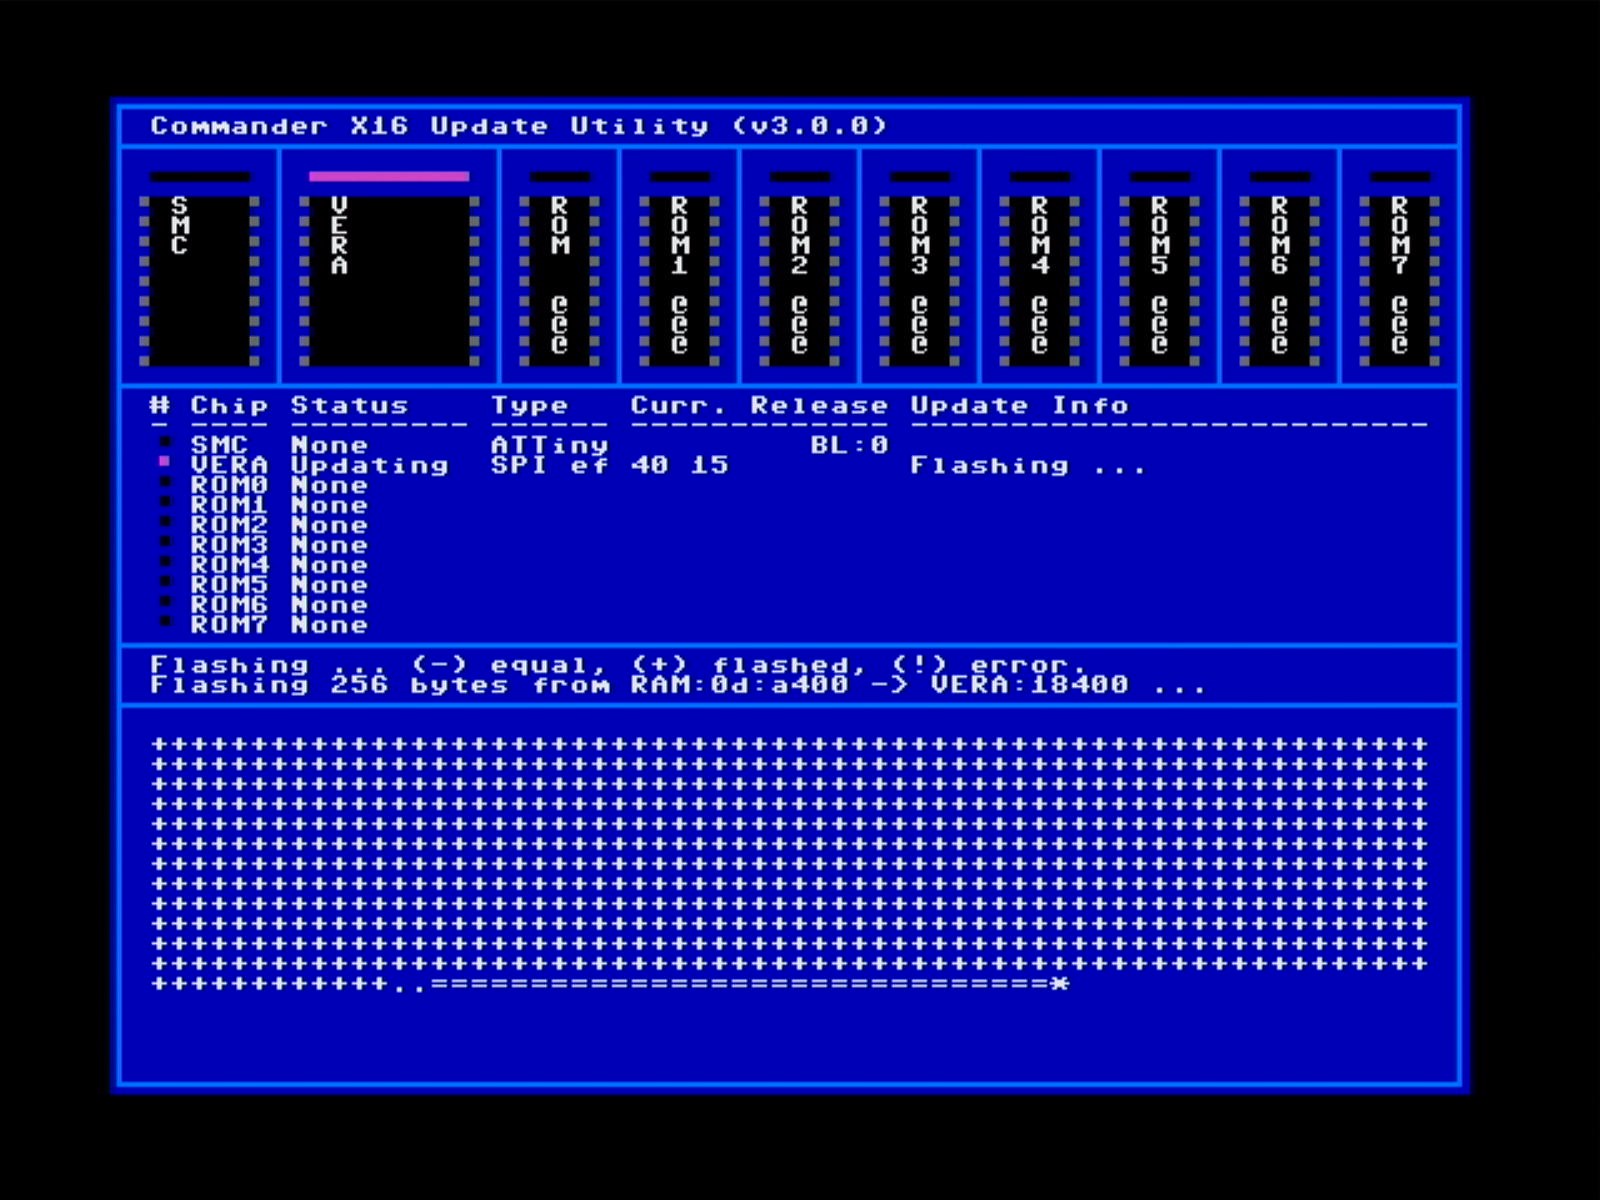 Commander X16 Update Utility (v3.0.0)
SMC VERA ROM ROM1 ROM2 ROM3 ROM4 ROM5 ROM6 ROM7
@@@ @@@ @@@ @@@ @@@ @@@ @@@ @@@
# Chip Status Type Curr. Release Update Info
- ---- --------- ------ ------------- --------------------------
SMC None ATTiny BL:0
VERA Updating SPI ef 40 15 Flashing ...
ROM0 None
ROM1 None
ROM2 None
ROM3 None
ROM4 None
ROM5 None
ROM6 None
ROM7 None
Flashing ... (-) equal, (+) flashed, (!) error.
Flashing 256 bytes from RAM:0d:a400 -> VERA:18400 ...
++++++++++++++++++++++++++++++++++++++++++++++++++++++++++++++++
++++++++++++++++++++++++++++++++++++++++++++++++++++++++++++++++
++++++++++++++++++++++++++++++++++++++++++++++++++++++++++++++++
++++++++++++++++++++++++++++++++++++++++++++++++++++++++++++++++
++++++++++++++++++++++++++++++++++++++++++++++++++++++++++++++++
++++++++++++++++++++++++++++++++++++++++++++++++++++++++++++++++
++++++++++++++++++++++++++++++++++++++++++++++++++++++++++++++++
++++++++++++++++++++++++++++++++++++++++++++++++++++++++++++++++
++++++++++++++++++++++++++++++++++++++++++++++++++++++++++++++++
++++++++++++++++++++++++++++++++++++++++++++++++++++++++++++++++
++++++++++++++++++++++++++++++++++++++++++++++++++++++++++++++++
++++++++++++++++++++++++++++++++++++++++++++++++++++++++++++++++
++++++++++++..===============================*